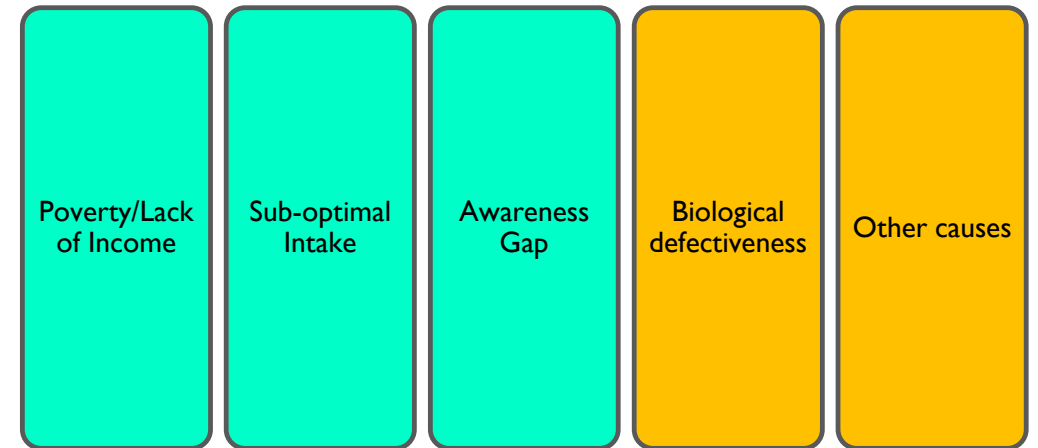 Poverty/Lack
of Income
Sub-optimal
Intake
Awareness
Gap
Biological
defectiveness
Other causes